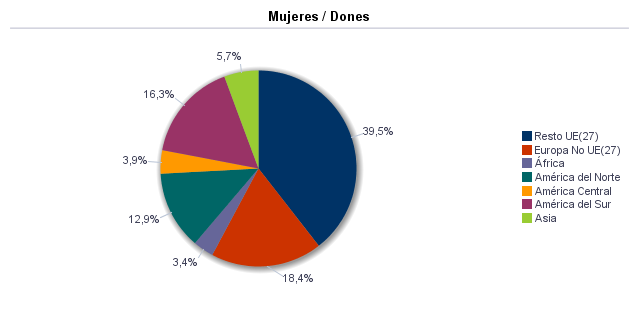 Mujeres / Dones
5,7%
16,3%
39,5%
3,9%
12,9%
3,4%
18,4%
Resto UE(27)
Europa No UE(27)
África
América del Norte
América Central
América del Sur
Asia